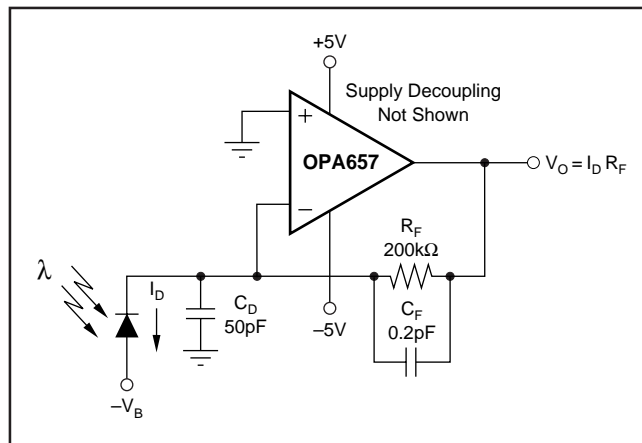 +5V
Supply Decoupling
Not Shown
+
OPA657
–
V_O = I_D R_F
R_F
200kΩ
λ
I_D
C_D
50pF
–5V
C_F
0.2pF
–V_B